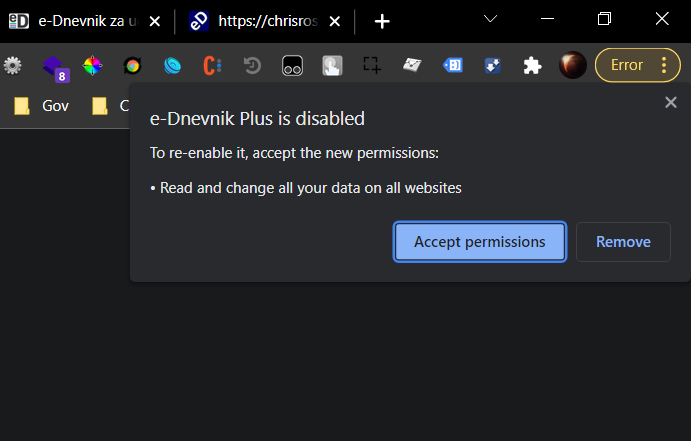 e-Dnevnik za u
https://chrisros
8
Error
Gov
C
e-Dnevnik Plus is disabled
To re-enable it, accept the new permissions:
• Read and change all your data on all websites
Accept permissions
Remove